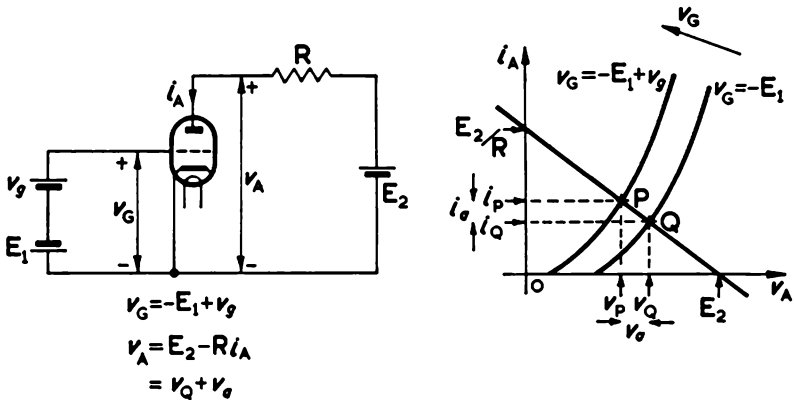 R
i_A
+
+
v_g
v_G
v_A
E_2
E_1
-
-
v_G=-E_1+v_g
v_A=E_2-Ri_A
=v_Q+v_a
v_G
i_A
v_G=-E_1+v_g
v_G=-E_1
E_2/R
i_P
P
i_a
i_Q
Q
O
v_P
v_Q
E_2
v_A
v_a